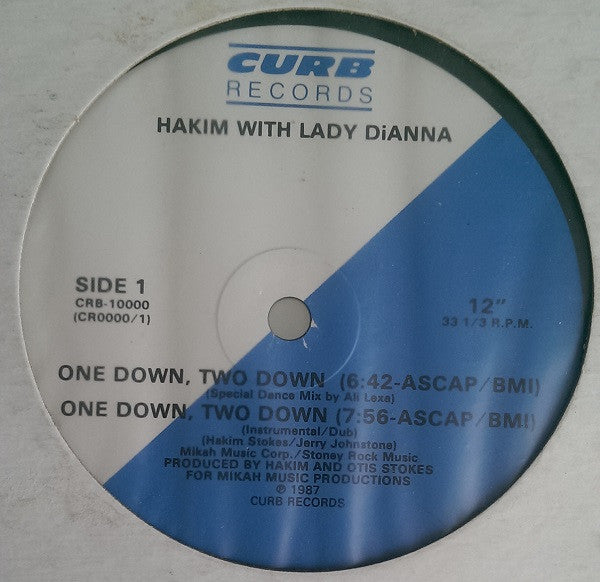 CURB
RECORDS
HAKIM WITH LADY DiANNA
SIDE 1
CRB-10000
(CR0000/1)
12"
33 1/3 R.P.M.
ONE DOWN, TWO DOWN (6:42-ASCAP/BMI)
(Special Dance Mix by Ali Lexa)
ONE DOWN, TWO DOWN (7:56-ASCAP/BMI)
(Instrumental/Dub)
(Hakim Stokes/Jerry Johnstone)
Mikah Music Corp./Stoney Rock Music
PRODUCED BY HAKIM AND OTIS STOKES
FOR MIKAH MUSIC PRODUCTIONS
℗ 1987
CURB RECORDS